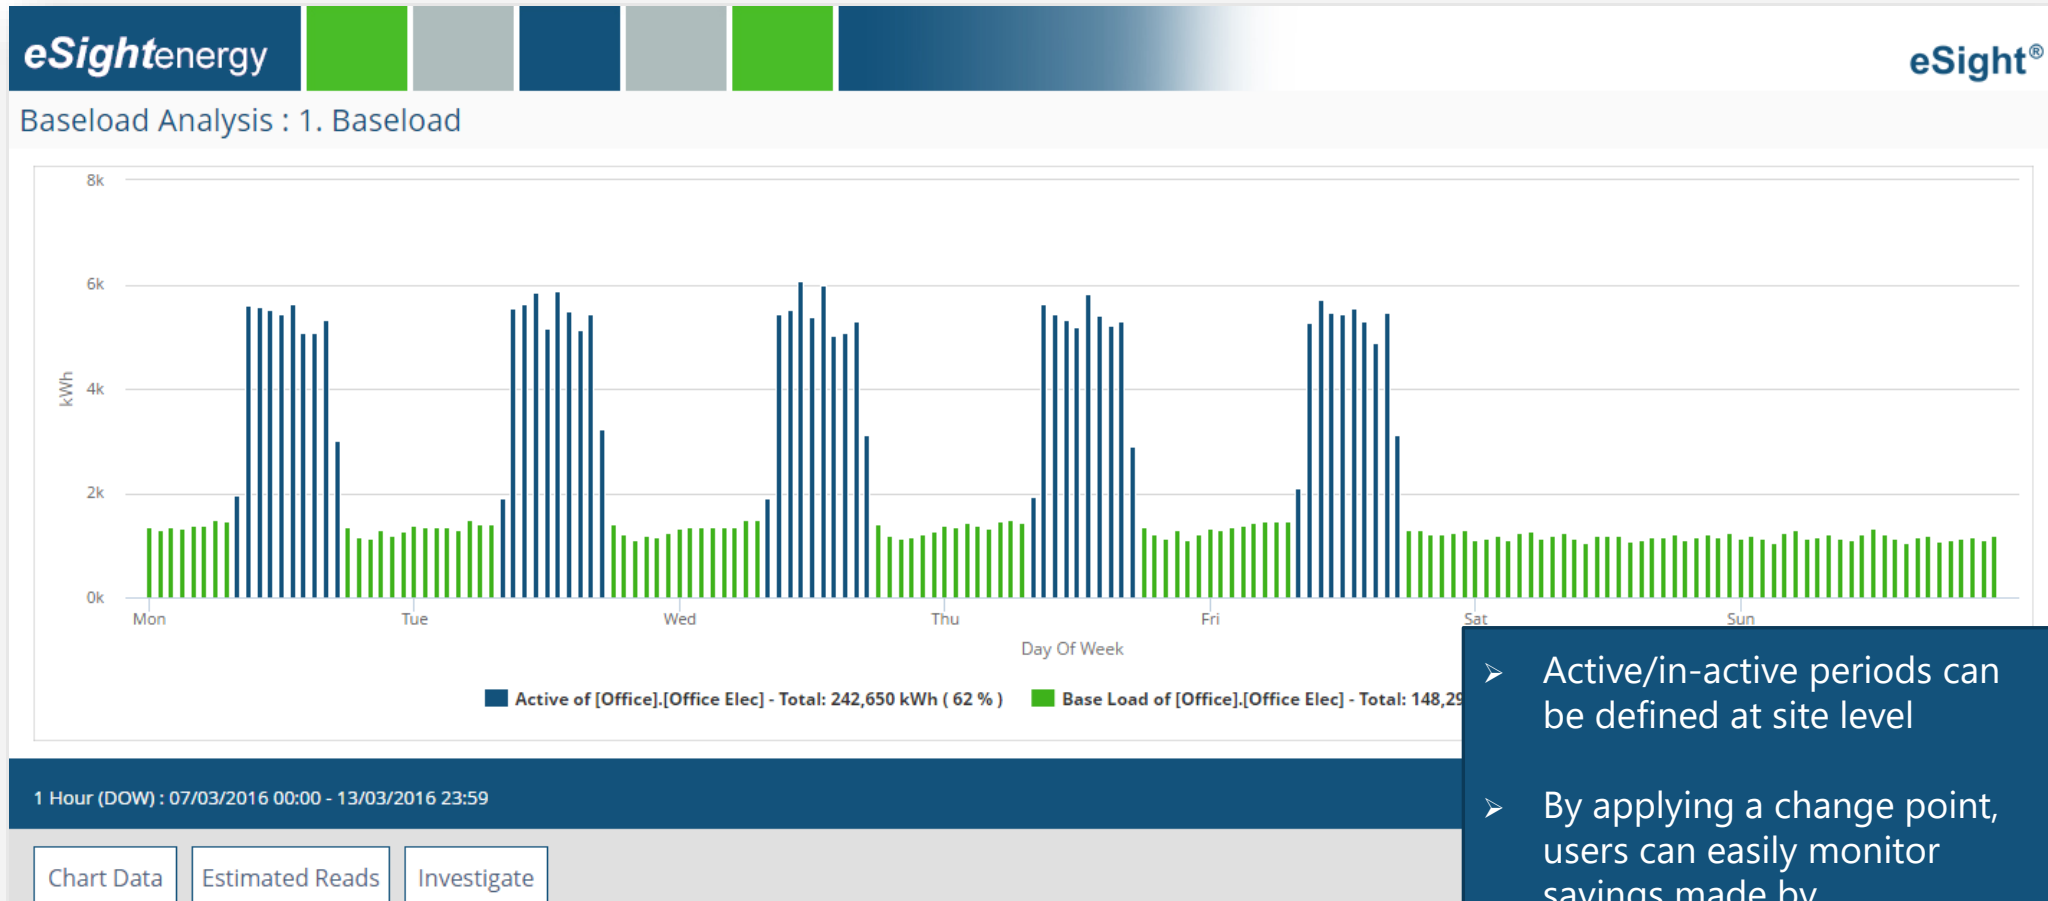 eSightenergy
eSight®
Baseload Analysis : 1. Baseload
8k
6k
4k
2k
0k
kWh
Mon Tue Wed Thu Fri Sat Sun
Day Of Week
Active of [Office].[Office Elec] - Total: 242,650 kWh ( 62 % ) Base Load of [Office].[Office Elec] - Total: 148,29
1 Hour (DOW) : 07/03/2016 00:00 - 13/03/2016 23:59
Chart Data Estimated Reads Investigate
➢ Active/in-active periods can
be defined at site level
➢ By applying a change point,
users can easily monitor
savings made by